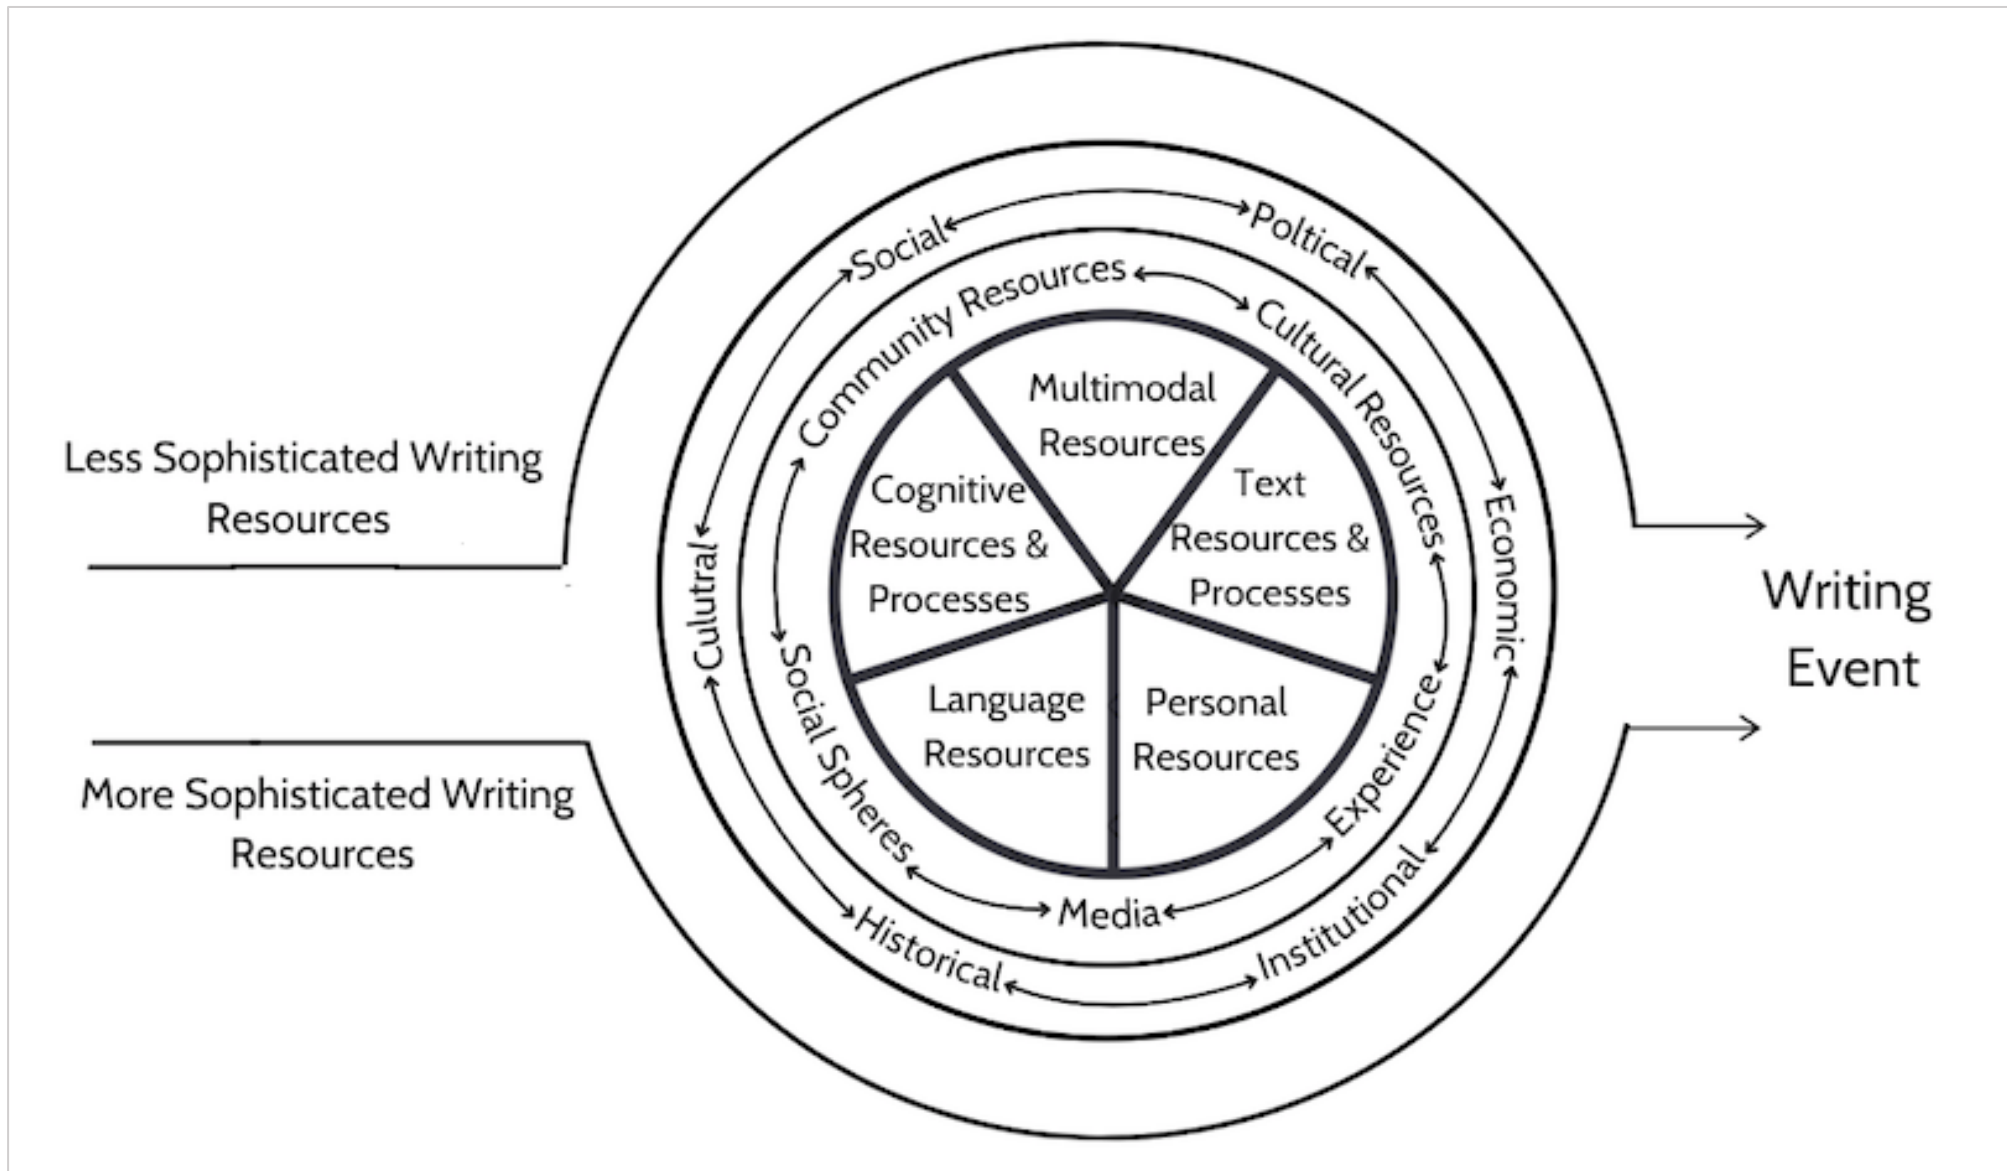 Social
Poltical
Community Resources
Cultural Resources
Multimodal
Resources
Less Sophisticated Writing
Resources
Cognitive
Resources &
Processes
Text
Resources &
Processes
Culutral
Economic
Writing
Event
Social Spheres
Language
Resources
Personal
Resources
Experience
More Sophisticated Writing
Resources
Media
Historical
Institutional